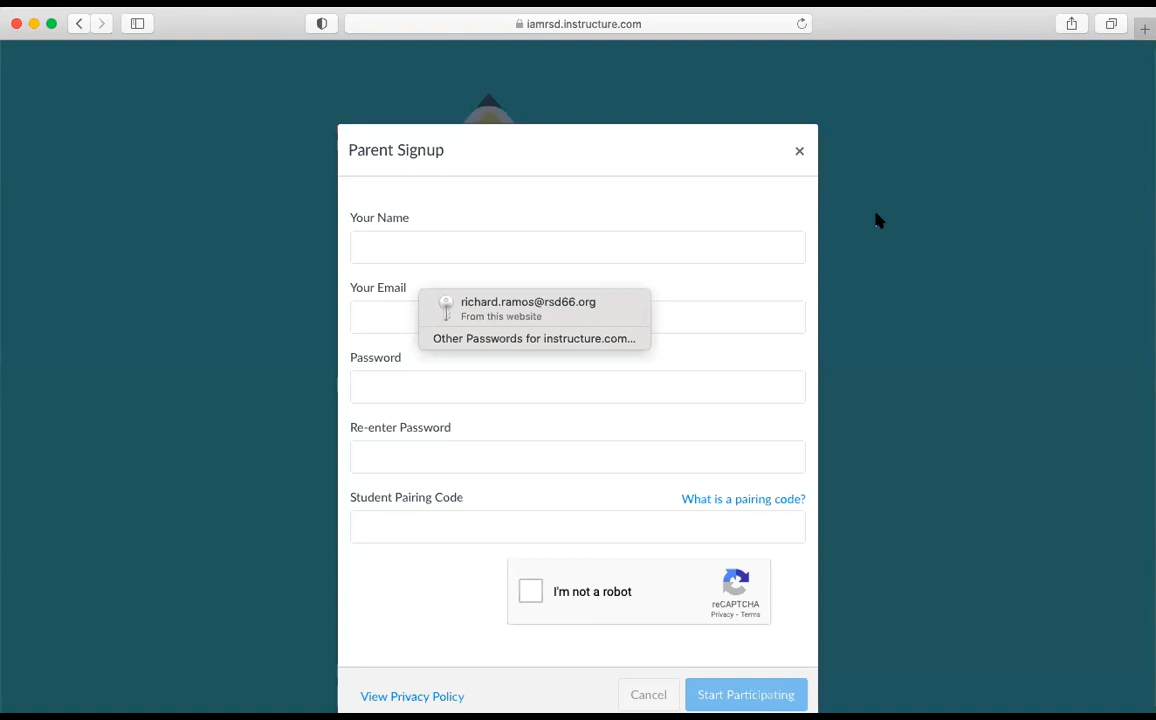 iamrsd.instructure.com
Parent Signup
Your Name
Your Email
richard.ramos@rsd66.org
From this website
Other Passwords for instructure.com...
Password
Re-enter Password
Student Pairing Code
What is a pairing code?
I'm not a robot
reCAPTCHA
Privacy - Terms
View Privacy Policy
Cancel
Start Participating